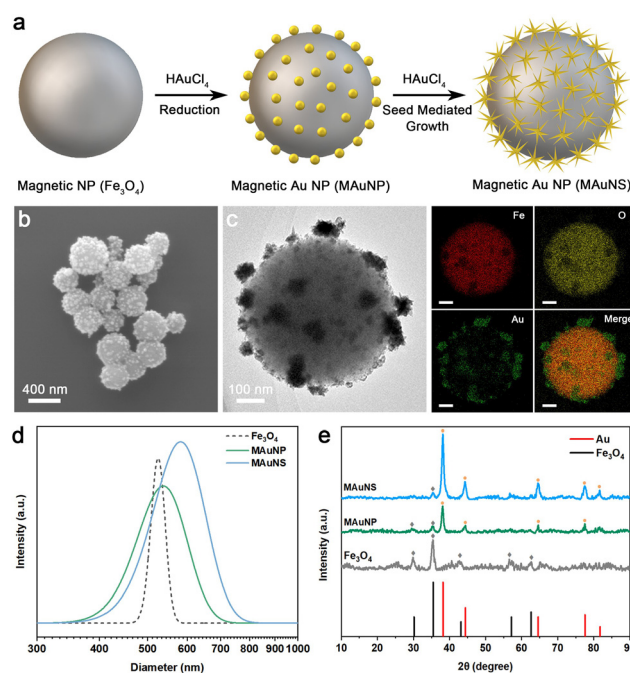 a
HAuCl4
Reduction
HAuCl4
Seed Mediated
Growth
Magnetic NP (Fe3O4)
Magnetic Au NP (MAuNP)
Magnetic Au NP (MAuNS)
b
400 nm
c
100 nm
Fe
O
Au
Merge
d
Fe3O4
MAuNP
MAuNS
Intensity (a.u.)
300 400 500 600 700 800 900 1000
Diameter (nm)
e
Au
Fe3O4
MAuNS
MAuNP
Fe3O4
Intensity (a.u.)
10 20 30 40 50 60 70 80 90
2θ (degree)